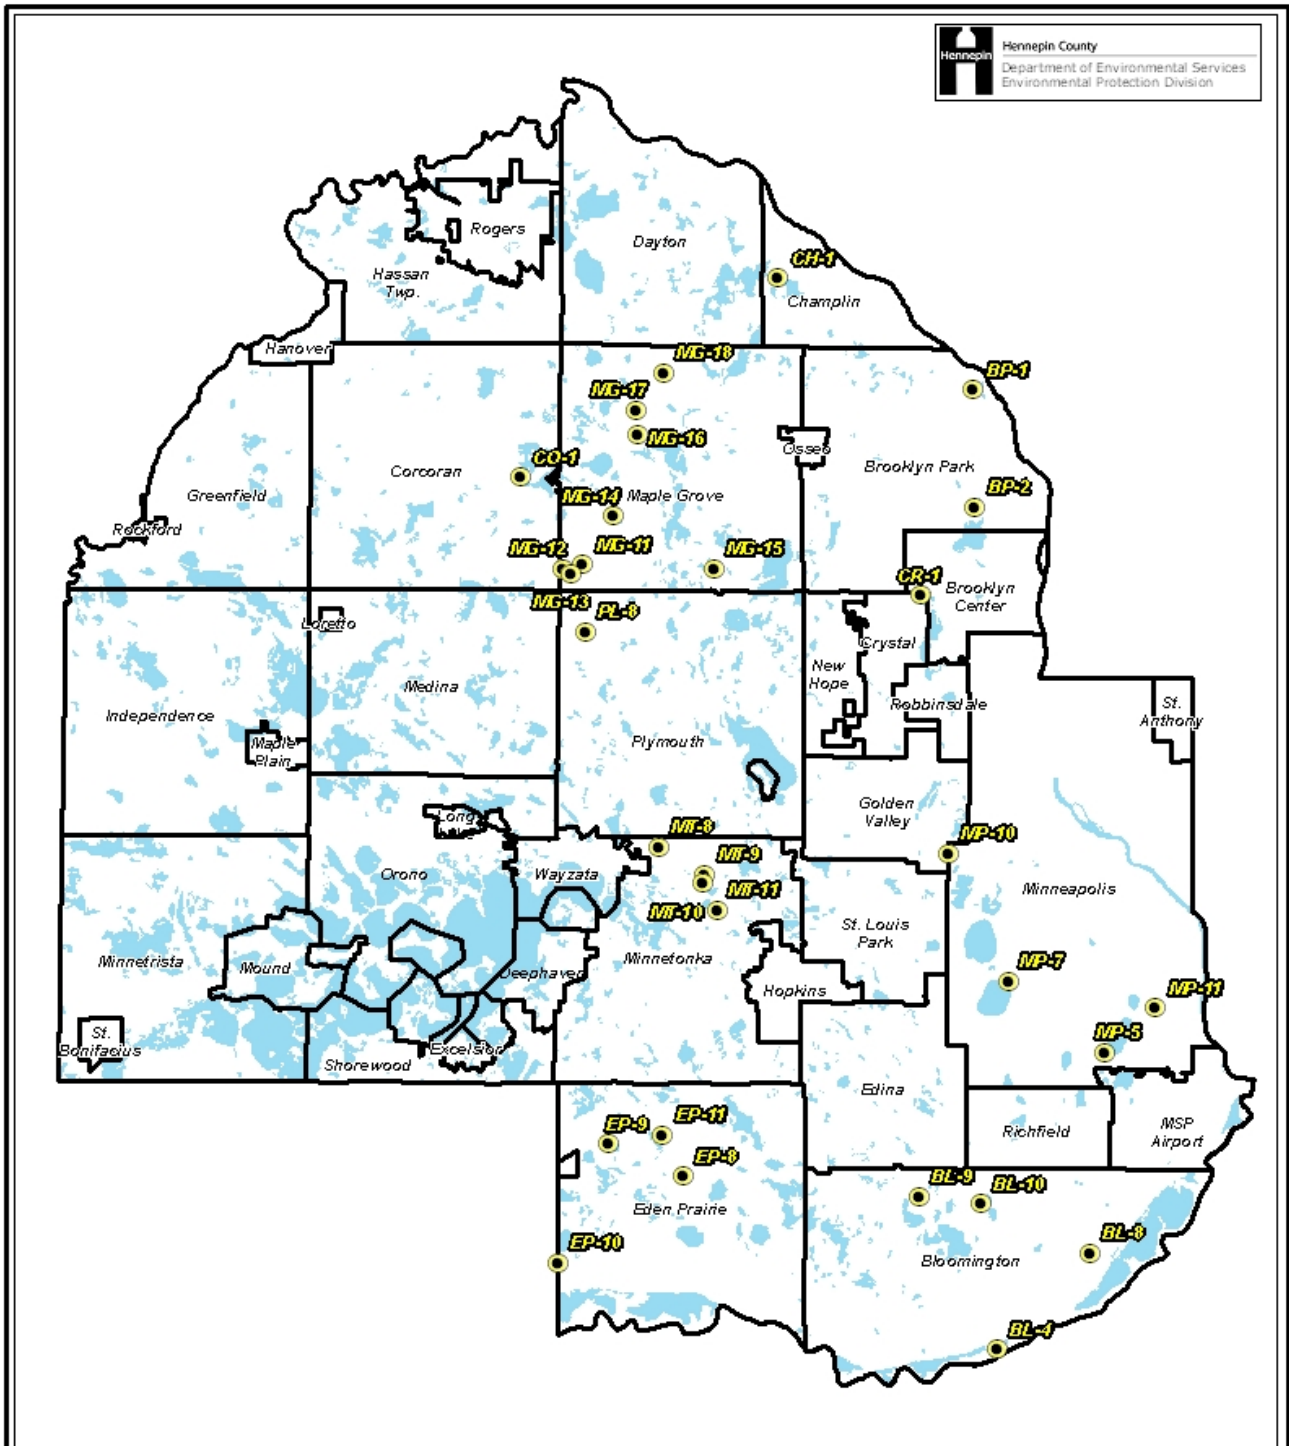 Hennepin
Hennepin County
Department of Environmental Services
Environmental Protection Division
Rogers
Dayton
CH-1
Hassan
Twp.
Champlin
Hanover
MG-18
BP-1
MG-17
MG-16
Osseo
CO-1
Corcoran
Brooklyn Park
Greenfield
MG-14
Maple Grove
BP-2
Rockford
MG-12
MG-11
MG-15
CR-1
Brooklyn
Center
MG-13
PL-8
Loretto
Crystal
New
Hope
Medina
Robbinsdale
St.
Anthony
Independence
Maple
Plain
Plymouth
Golden
Valley
Long
Lake
MT-8
MP-10
MT-9
Orono
Wayzata
MT-11
Minneapolis
MT-10
St. Louis
Park
Minnetrista
Mound
Deephaven
Minnetonka
MP-7
Hopkins
MP-11
St.
Bonifacius
MP-5
Excelsior
Shorewood
Edina
EP-9
EP-11
Richfield
MSP
Airport
EP-8
BL-9
BL-10
Eden Prairie
EP-10
BL-8
Bloomington
BL-4